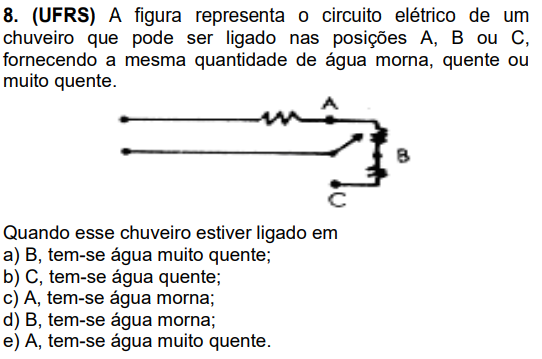 8. (UFRS) A figura representa o circuito elétrico de um
chuveiro que pode ser ligado nas posições A, B ou C,
fornecendo a mesma quantidade de água morna, quente ou
muito quente.
A
B
C
Quando esse chuveiro estiver ligado em
a) B, tem-se água muito quente;
b) C, tem-se água quente;
c) A, tem-se água morna;
d) B, tem-se água morna;
e) A, tem-se água muito quente.